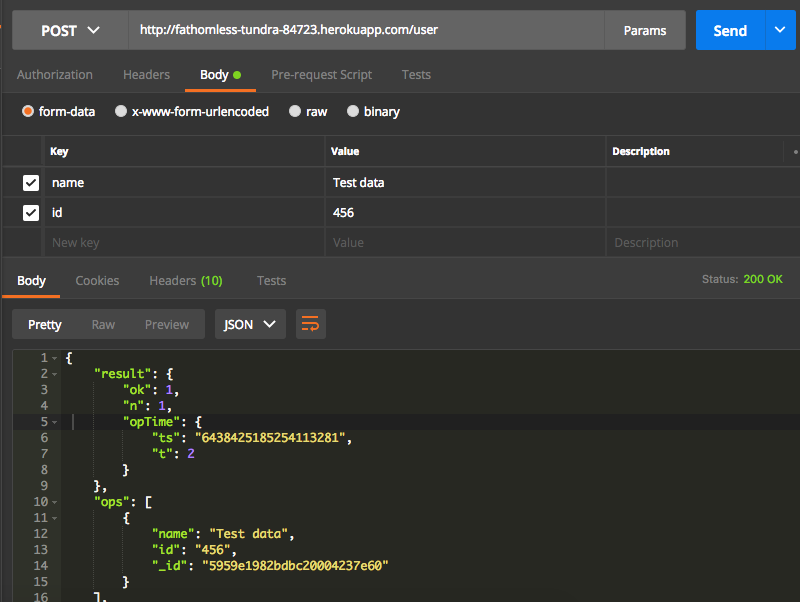 POST http://fathomless-tundra-84723.herokuapp.com/user Params Send
Authorization Headers Body Pre-request Script Tests
form-data x-www-form-urlencoded raw binary
Key Value Description
name Test data
id 456
New key Value Description
Body Cookies Headers (10) Tests Status: 200 OK
Pretty Raw Preview JSON
1 {
2 "result": {
3 "ok": 1,
4 "n": 1,
5 "opTime": {
6 "ts": "6438425185254113281",
7 "t": 2
8 }
9 },
10 "ops": [
11 {
12 "name": "Test data",
13 "id": "456",
14 "_id": "5959e1982bdbc20004237e60"
15 }
16 ],